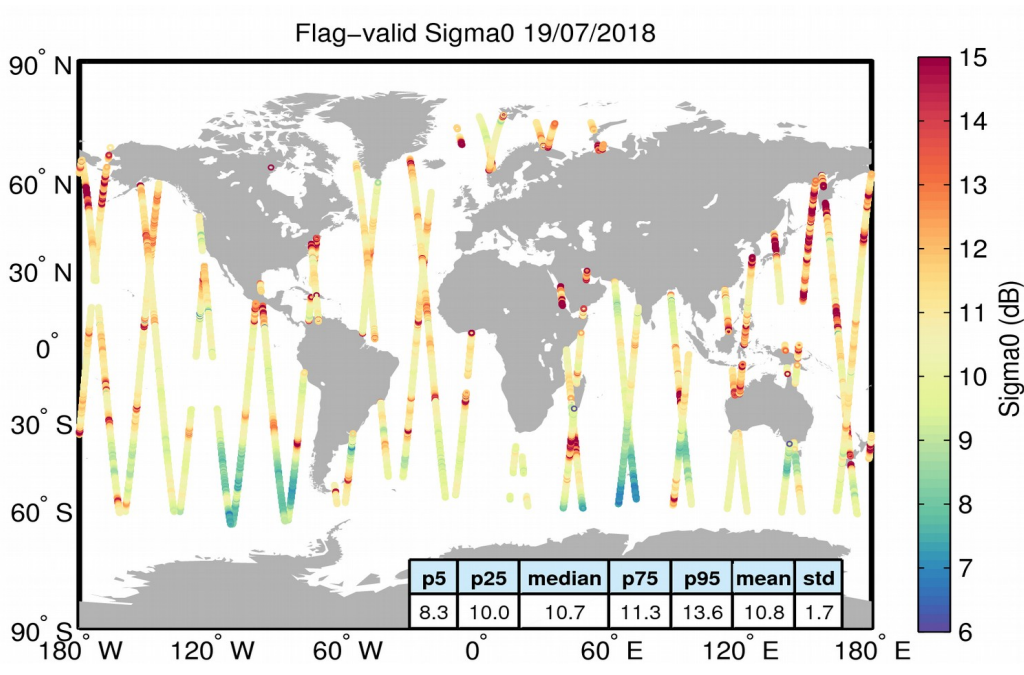 Flag−valid Sigma0 19/07/2018
90° N
60° N
30° N
0°
30° S
60° S
90° S
180° W 120° W 60° W 0° 60° E 120° E 180° E
15
14
13
12
11
10
9
8
7
6
Sigma0 (dB)
p5 p25 median p75 p95 mean std
8.3 10.0 10.7 11.3 13.6 10.8 1.7